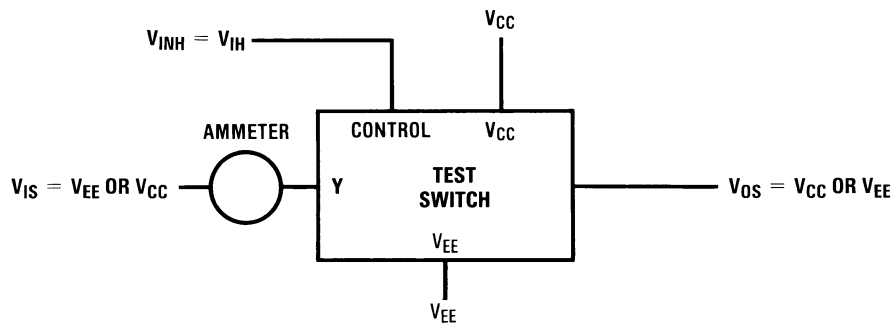 V_INH = V_IH
V_CC
AMMETER
CONTROL
V_CC
V_IS = V_EE OR V_CC
Y
TEST
SWITCH
V_OS = V_CC OR V_EE
V_EE
V_EE